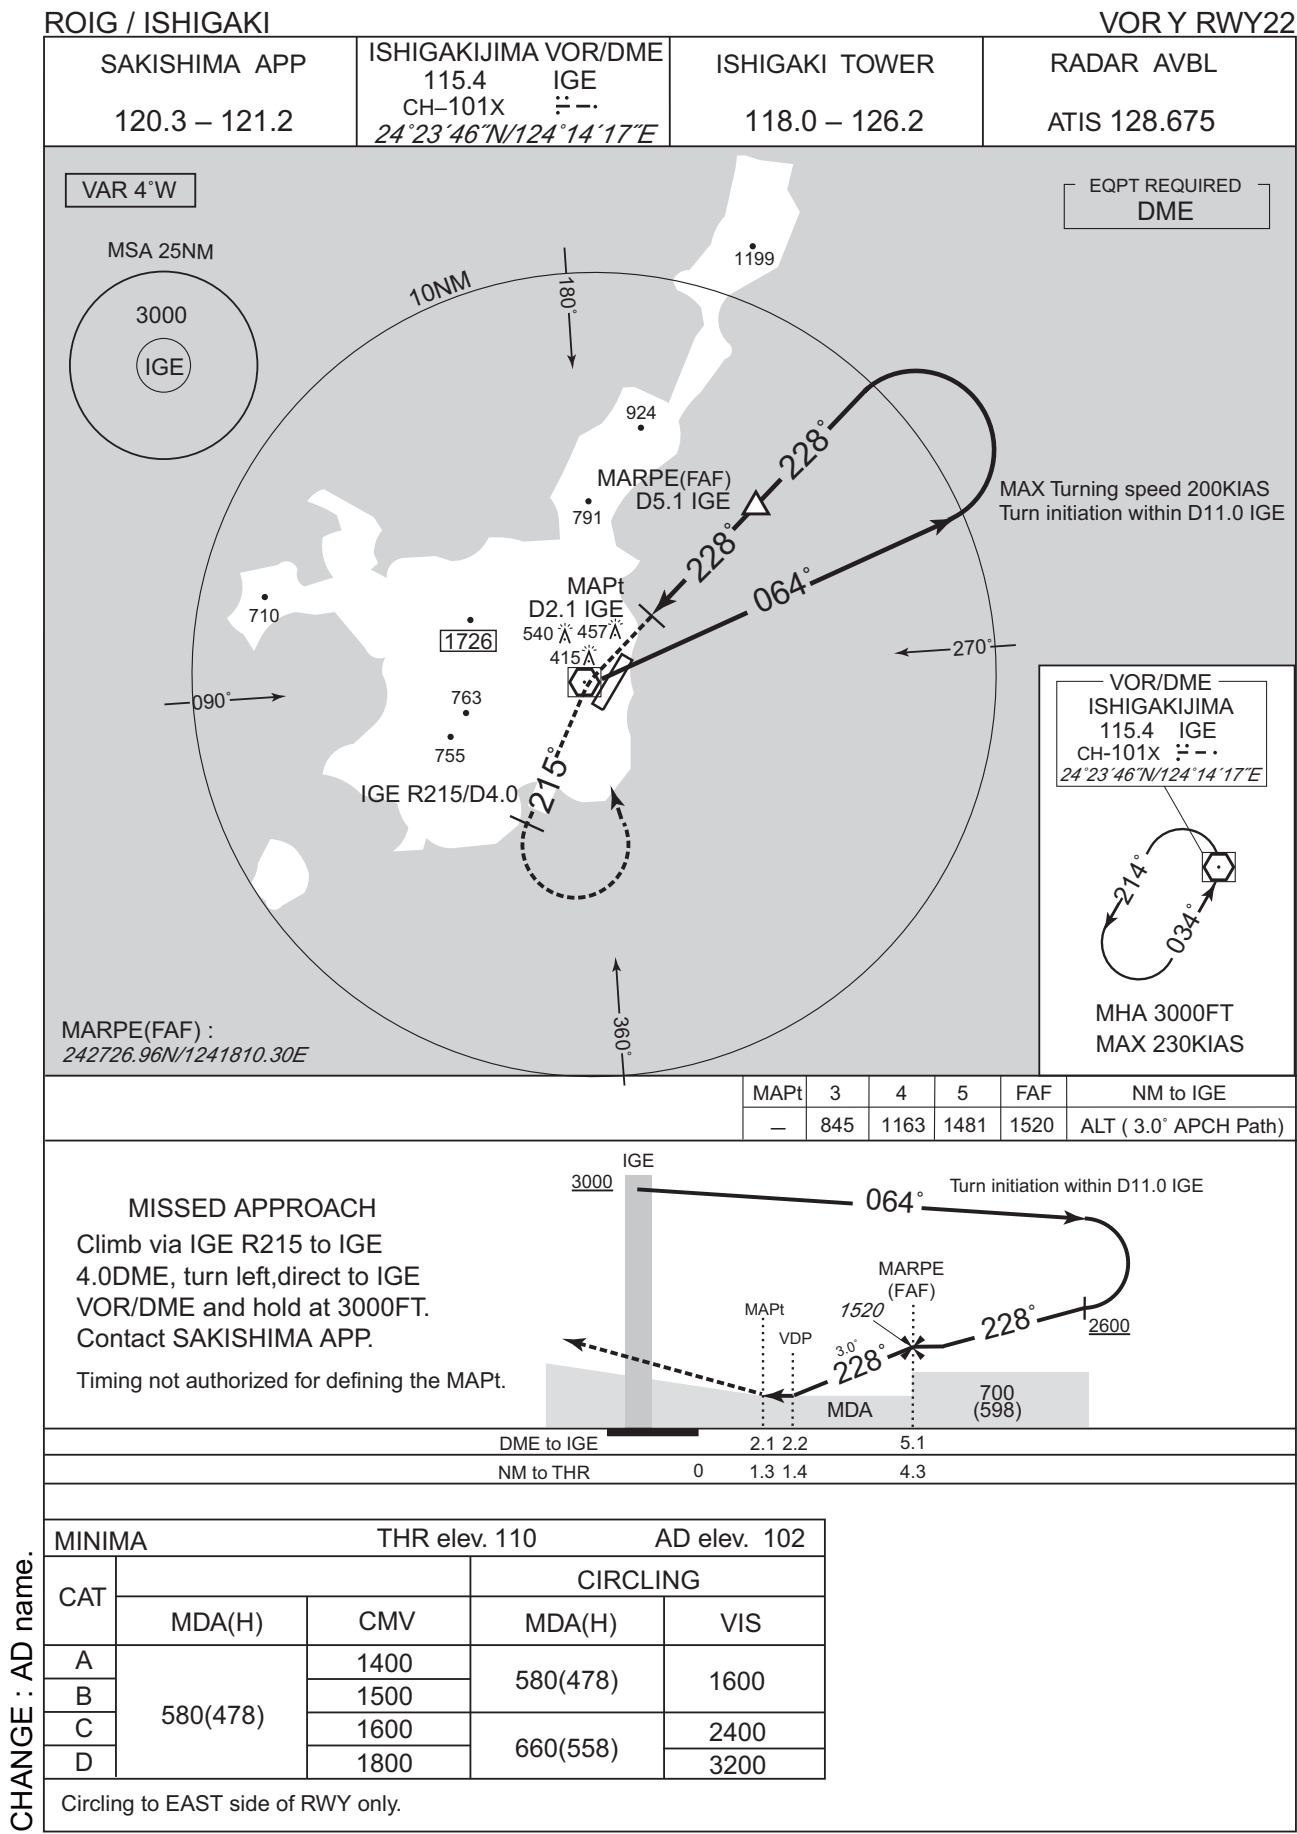 ROIG / ISHIGAKI
VOR Y RWY22
SAKISHIMA APP
120.3 – 121.2
ISHIGAKIJIMA VOR/DME
115.4 IGE
CH–101X
24°23´46˝N/124°14´17˝E
ISHIGAKI TOWER
118.0 – 126.2
RADAR AVBL
ATIS 128.675
VAR 4°W
EQPT REQUIRED
DME
MSA 25NM
3000
IGE
10NM
180°
1199
924
MARPE(FAF)
D5.1 IGE
791
228°
228°
MAX Turning speed 200KIAS
Turn initiation within D11.0 IGE
064°
MAPt
D2.1 IGE
540
457
415
710
1726
763
755
090°
270°
IGE R215/D4.0
215°
360°
VOR/DME
ISHIGAKIJIMA
115.4 IGE
CH-101X
24°23´46˝N/124°14´17˝E
214°
034°
MHA 3000FT
MAX 230KIAS
MARPE(FAF) :
242726.96N/1241810.30E
MAPt 3 4 5 FAF NM to IGE
– 845 1163 1481 1520 ALT ( 3.0° APCH Path)
MISSED APPROACH
Climb via IGE R215 to IGE
4.0DME, turn left,direct to IGE
VOR/DME and hold at 3000FT.
Contact SAKISHIMA APP.
Timing not authorized for defining the MAPt.
IGE
3000
064°
Turn initiation within D11.0 IGE
MARPE
(FAF)
1520
MAPt
VDP
3.0°
228°
228°
2600
MDA
700
(598)
DME to IGE 2.1 2.2 5.1
NM to THR 0 1.3 1.4 4.3
MINIMA THR elev. 110 AD elev. 102
CAT
CIRCLING
MDA(H) CMV MDA(H) VIS
A 1400
B 1500
580(478) 1600
580(478)
C 1600 2400
D 1800 3200
660(558)
Circling to EAST side of RWY only.
CHANGE : AD name.